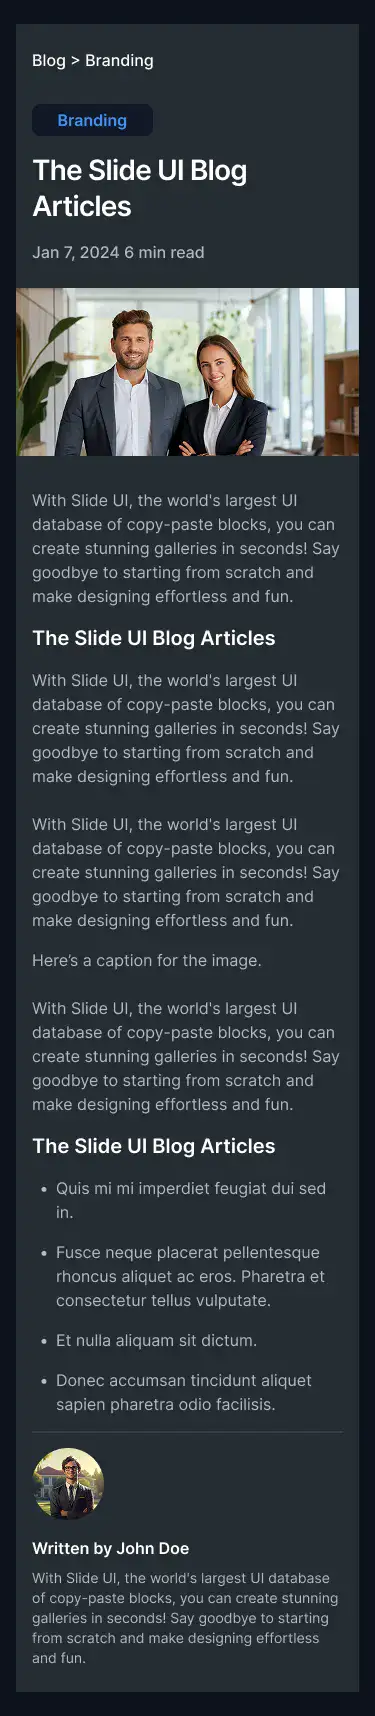 Blog > Branding
Branding
The Slide UI Blog
Articles
Jan 7, 2024 6 min read
With Slide UI, the world's largest UI
database of copy-paste blocks, you can
create stunning galleries in seconds! Say
goodbye to starting from scratch and
make designing effortless and fun.
The Slide UI Blog Articles
With Slide UI, the world's largest UI
database of copy-paste blocks, you can
create stunning galleries in seconds! Say
goodbye to starting from scratch and
make designing effortless and fun.
With Slide UI, the world's largest UI
database of copy-paste blocks, you can
create stunning galleries in seconds! Say
goodbye to starting from scratch and
make designing effortless and fun.
Here's a caption for the image.
With Slide UI, the world's largest UI
database of copy-paste blocks, you can
create stunning galleries in seconds! Say
goodbye to starting from scratch and
make designing effortless and fun.
The Slide UI Blog Articles
• Quis mi mi imperdiet feugiat dui sed
in.
• Fusce neque placerat pellentesque
rhoncus aliquet ac eros. Pharetra et
consectetur tellus vulputate.
• Et nulla aliquam sit dictum.
• Donec accumsan tincidunt aliquet
sapien pharetra odio facilisis.
Written by John Doe
With Slide UI, the world's largest UI database
of copy-paste blocks, you can create stunning
galleries in seconds! Say goodbye to starting
from scratch and make designing effortless
and fun.